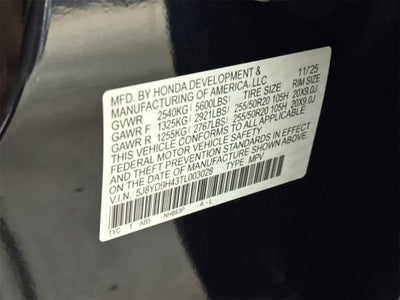 MFD. BY HONDA DEVELOPMENT & 11/25
MANUFACTURING OF AMERICA, LLC
TIRE SIZE RIM SIZE
GVWR 2540KG 5600LBS
GAWR F 1325KG 2921LBS 255/50R20 105H 20X9.0J
GAWR R 1255KG 2767LBS 255/50R20 105H 20X9.0J
THIS VEHICLE CONFORMS TO ALL APPLICABLE FEDERAL
MOTOR VEHICLE SAFETY AND THEFT
PREVENTION STANDARDS IN EFFECT ON THE
DATE OF MANUFACTURE SHOWN ABOVE.
V.I.N.: 5J8YD9H43TL003028 TYPE: MPV
TYC T AB5 NH893P -A-L